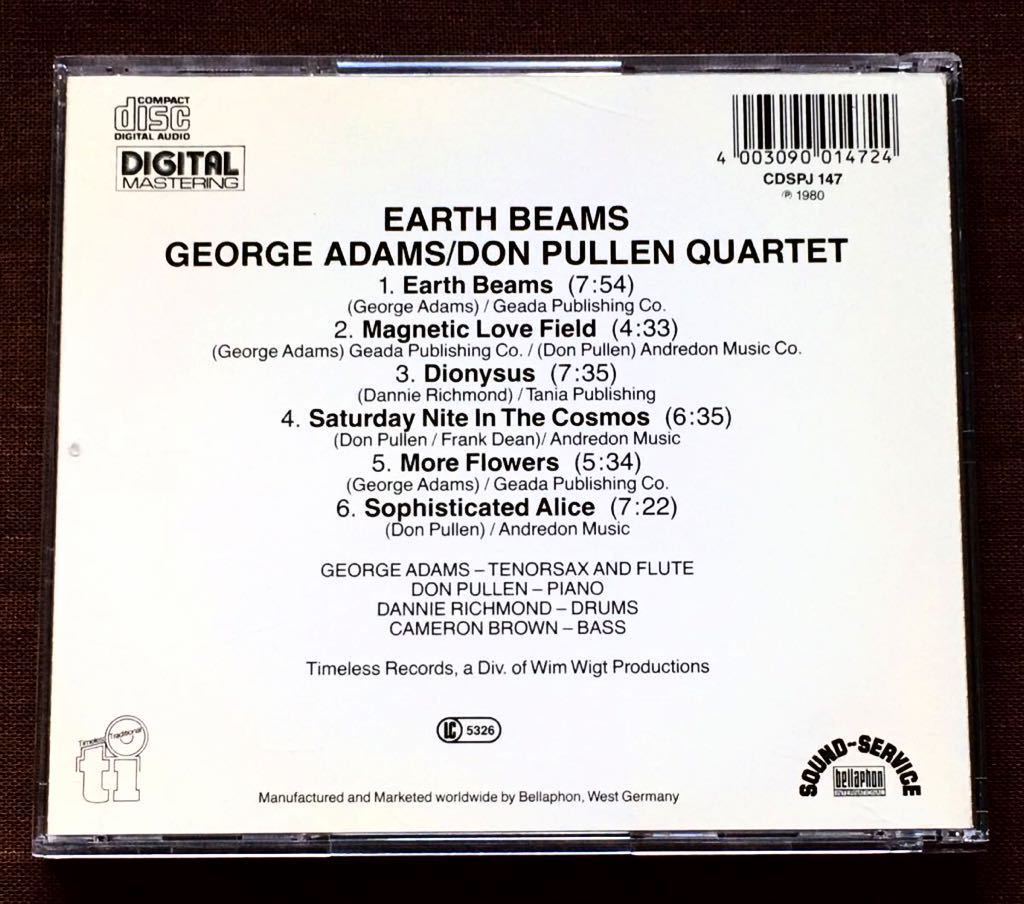 COMPACT
disc
DIGITAL AUDIO
DIGITAL
MASTERING
4 003090 014724
CDSPJ 147
℗ 1980
EARTH BEAMS
GEORGE ADAMS/DON PULLEN QUARTET
1. Earth Beams (7:54)
(George Adams) / Geada Publishing Co.
2. Magnetic Love Field (4:33)
(George Adams) Geada Publishing Co. / (Don Pullen) Andredon Music Co.
3. Dionysus (7:35)
(Dannie Richmond) / Tania Publishing
4. Saturday Nite In The Cosmos (6:35)
(Don Pullen / Frank Dean)/ Andredon Music
5. More Flowers (5:34)
(George Adams) / Geada Publishing Co.
6. Sophisticated Alice (7:22)
(Don Pullen) / Andredon Music
GEORGE ADAMS – TENORSAX AND FLUTE
DON PULLEN – PIANO
DANNIE RICHMOND – DRUMS
CAMERON BROWN – BASS
Timeless Records, a Div. of Wim Wigt Productions
LC 5326
Timeless Traditional
ti
SOUND-SERVICE
bellaphon
Manufactured and Marketed worldwide by Bellaphon, West Germany